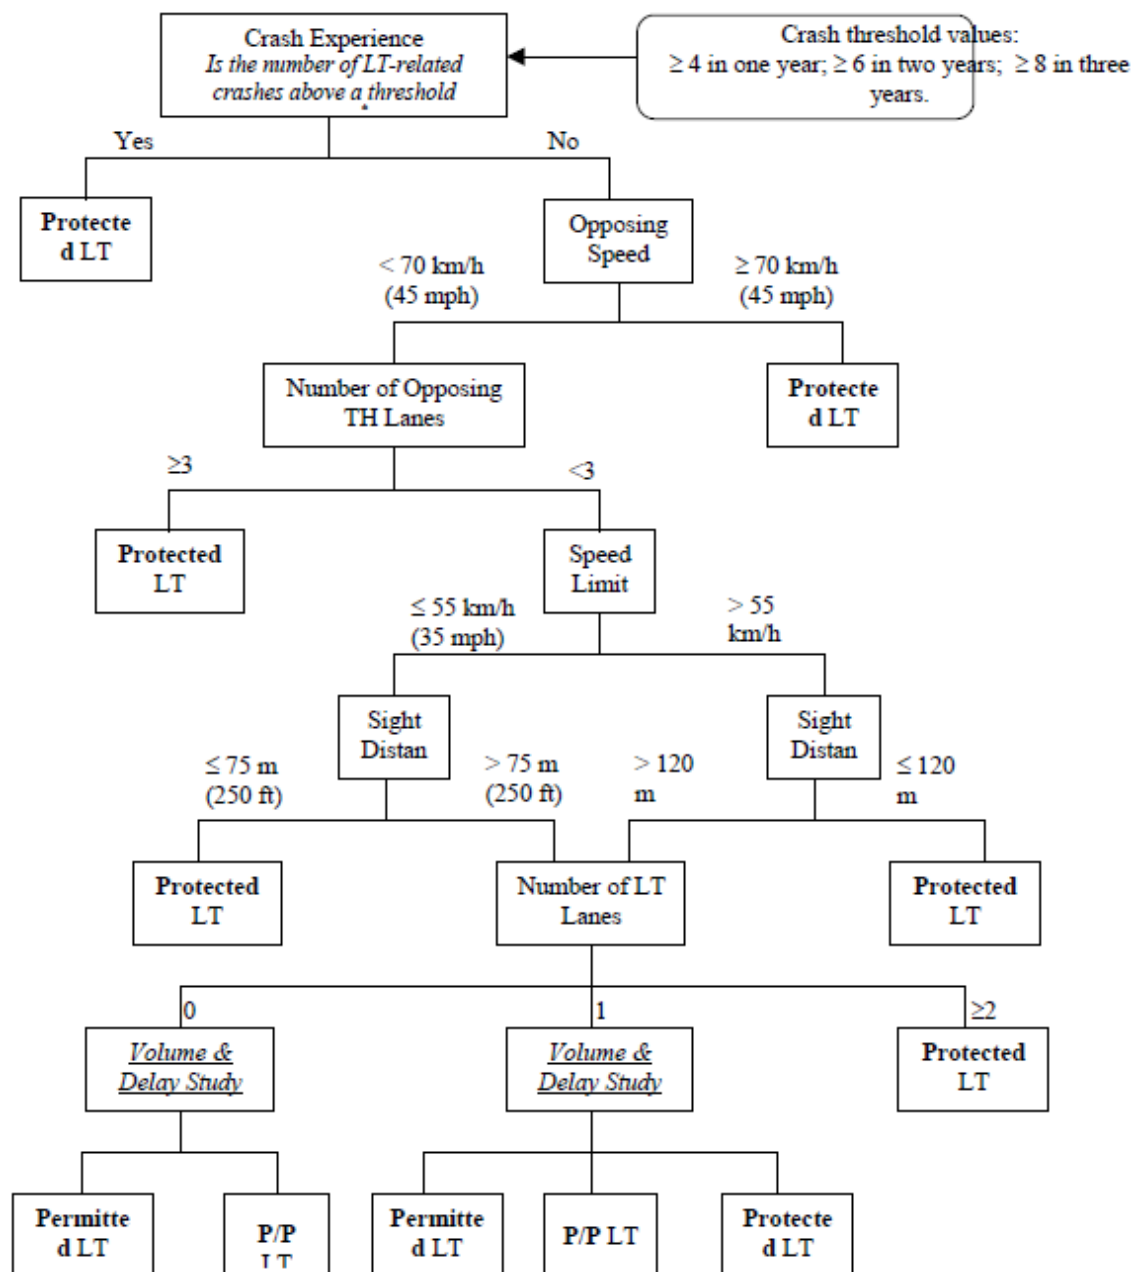 Crash Experience
Is the number of LT-related
crashes above a threshold
Crash threshold values:
≥ 4 in one year; ≥ 6 in two years; ≥ 8 in three
years.
Yes
No
Protecte
d LT
Opposing
Speed
< 70 km/h
(45 mph)
≥ 70 km/h
(45 mph)
Number of Opposing
TH Lanes
Protecte
d LT
≥3
<3
Protected
LT
Speed
Limit
≤ 55 km/h
(35 mph)
> 55
km/h
Sight
Distan
Sight
Distan
≤ 75 m
(250 ft)
> 75 m
(250 ft)
> 120
m
≤ 120
m
Protected
LT
Number of LT
Lanes
Protected
LT
0
1
≥2
Volume &
Delay Study
Volume &
Delay Study
Protected
LT
Permitte
d LT
P/P
LT
Permitte
d LT
P/P LT
Protecte
d LT